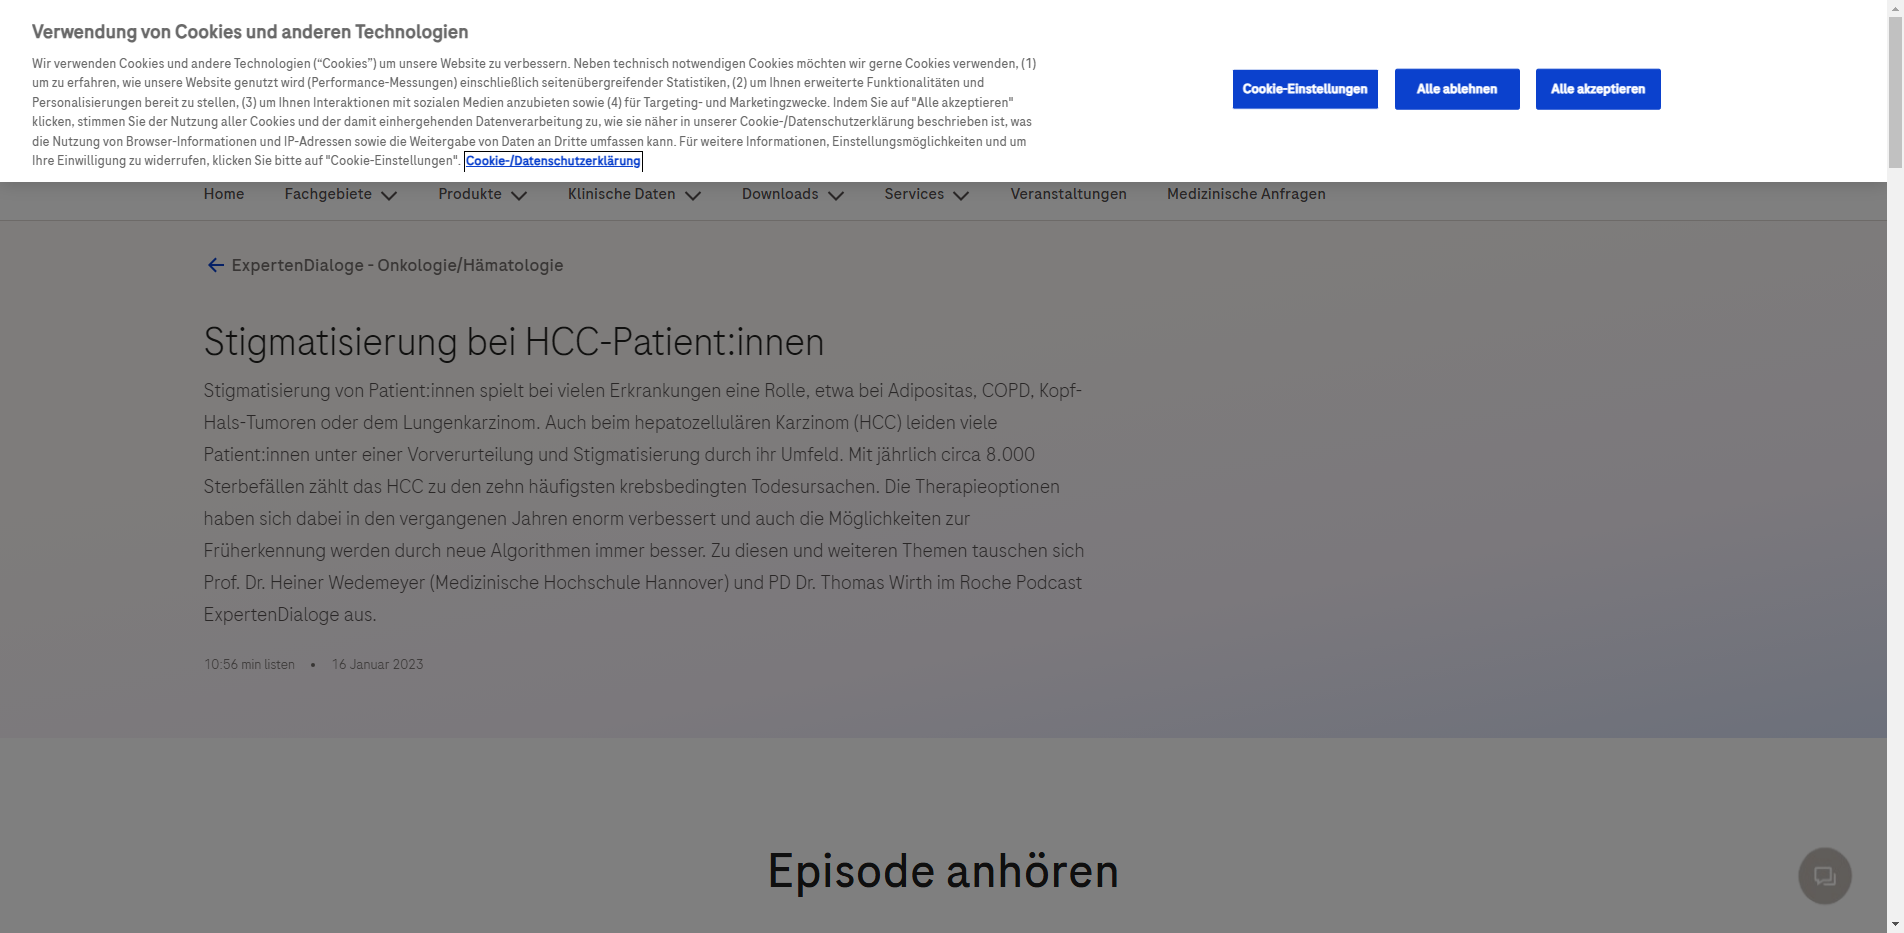 Verwendung von Cookies und anderen Technologien
Wir verwenden Cookies und andere Technologien (“Cookies”) um unsere Website zu verbessern. Neben technisch notwendigen Cookies möchten wir gerne Cookies verwenden, (1)
um zu erfahren, wie unsere Website genutzt wird (Performance-Messungen) einschließlich seitenübergreifender Statistiken, (2) um Ihnen erweiterte Funktionalitäten und
Personalisierungen bereit zu stellen, (3) um Ihnen Interaktionen mit sozialen Medien anzubieten sowie (4) für Targeting- und Marketingzwecke. Indem Sie auf "Alle akzeptieren"
klicken, stimmen Sie der Nutzung aller Cookies und der damit einhergehenden Datenverarbeitung zu, wie sie näher in unserer Cookie-/Datenschutzerklärung beschrieben ist, was
die Nutzung von Browser-Informationen und IP-Adressen sowie die Weitergabe von Daten an Dritte umfassen kann. Für weitere Informationen, Einstellungsmöglichkeiten und um
Ihre Einwilligung zu widerrufen, klicken Sie bitte auf "Cookie-Einstellungen". Cookie-/Datenschutzerklärung
Cookie-Einstellungen Alle ablehnen Alle akzeptieren
Home Fachgebiete Produkte Klinische Daten Downloads Services Veranstaltungen Medizinische Anfragen
ExpertenDialoge - Onkologie/Hämatologie
Stigmatisierung bei HCC-Patient:innen
Stigmatisierung von Patient:innen spielt bei vielen Erkrankungen eine Rolle, etwa bei Adipositas, COPD, Kopf-
Hals-Tumoren oder dem Lungenkarzinom. Auch beim hepatozellulären Karzinom (HCC) leiden viele
Patient:innen unter einer Vorverurteilung und Stigmatisierung durch ihr Umfeld. Mit jährlich circa 8.000
Sterbefällen zählt das HCC zu den zehn häufigsten krebsbedingten Todesursachen. Die Therapieoptionen
haben sich dabei in den vergangenen Jahren enorm verbessert und auch die Möglichkeiten zur
Früherkennung werden durch neue Algorithmen immer besser. Zu diesen und weiteren Themen tauschen sich
Prof. Dr. Heiner Wedemeyer (Medizinische Hochschule Hannover) und PD Dr. Thomas Wirth im Roche Podcast
ExpertenDialoge aus.
10:56 min listen • 16 Januar 2023
Episode anhören